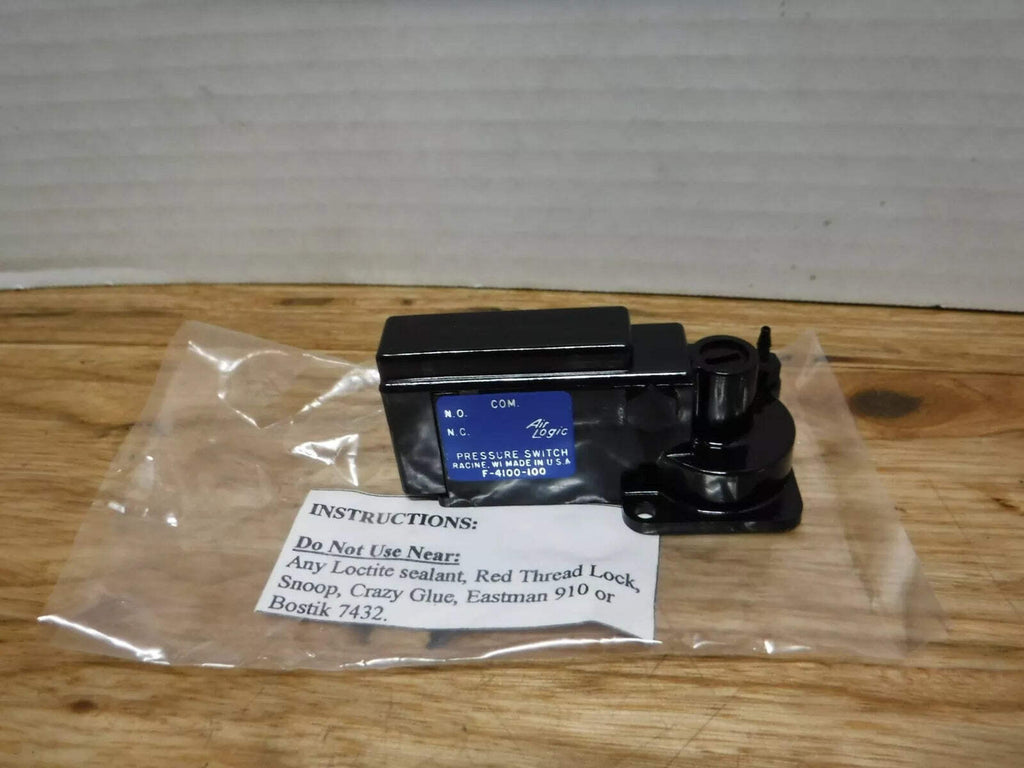 COM.
N.O.
N.C.
Air
Logic
PRESSURE SWITCH
RACINE, WI MADE IN U.S.A
F-4100-100
INSTRUCTIONS:
Do Not Use Near:
Any Loctite sealant, Red Thread Lock,
Snoop, Crazy Glue, Eastman 910 or
Bostik 7432.